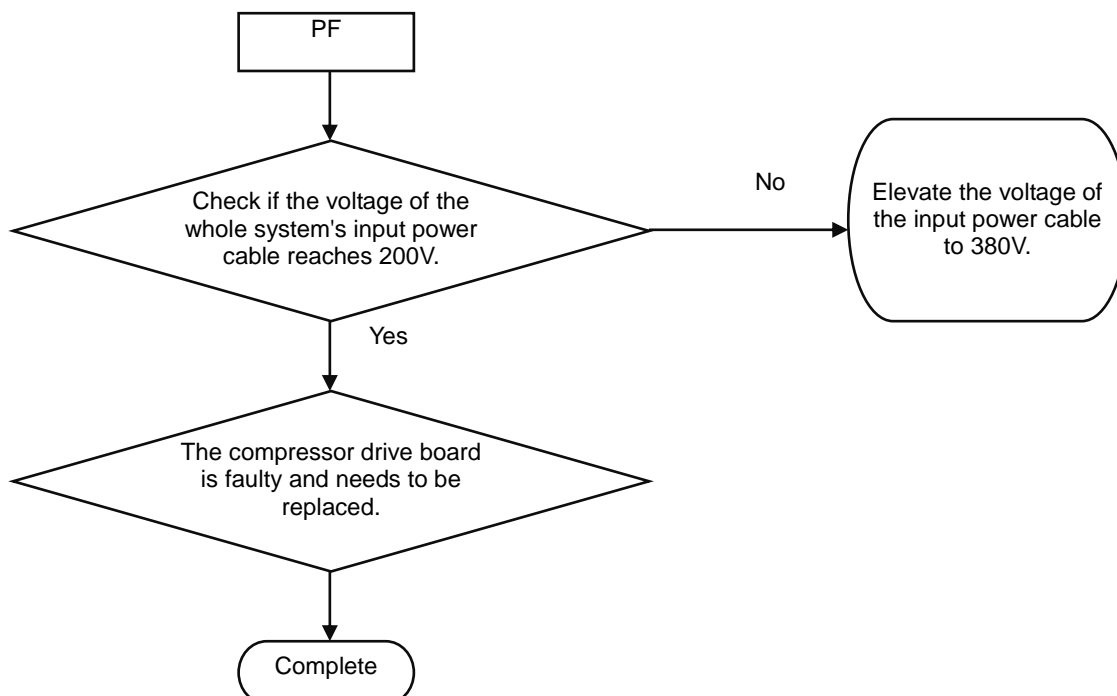 PF
Check if the voltage of the
whole system's input power
cable reaches 200V.
No
Elevate the voltage of
the input power cable
to 380V.
Yes
The compressor drive board
is faulty and needs to be
replaced.
Complete